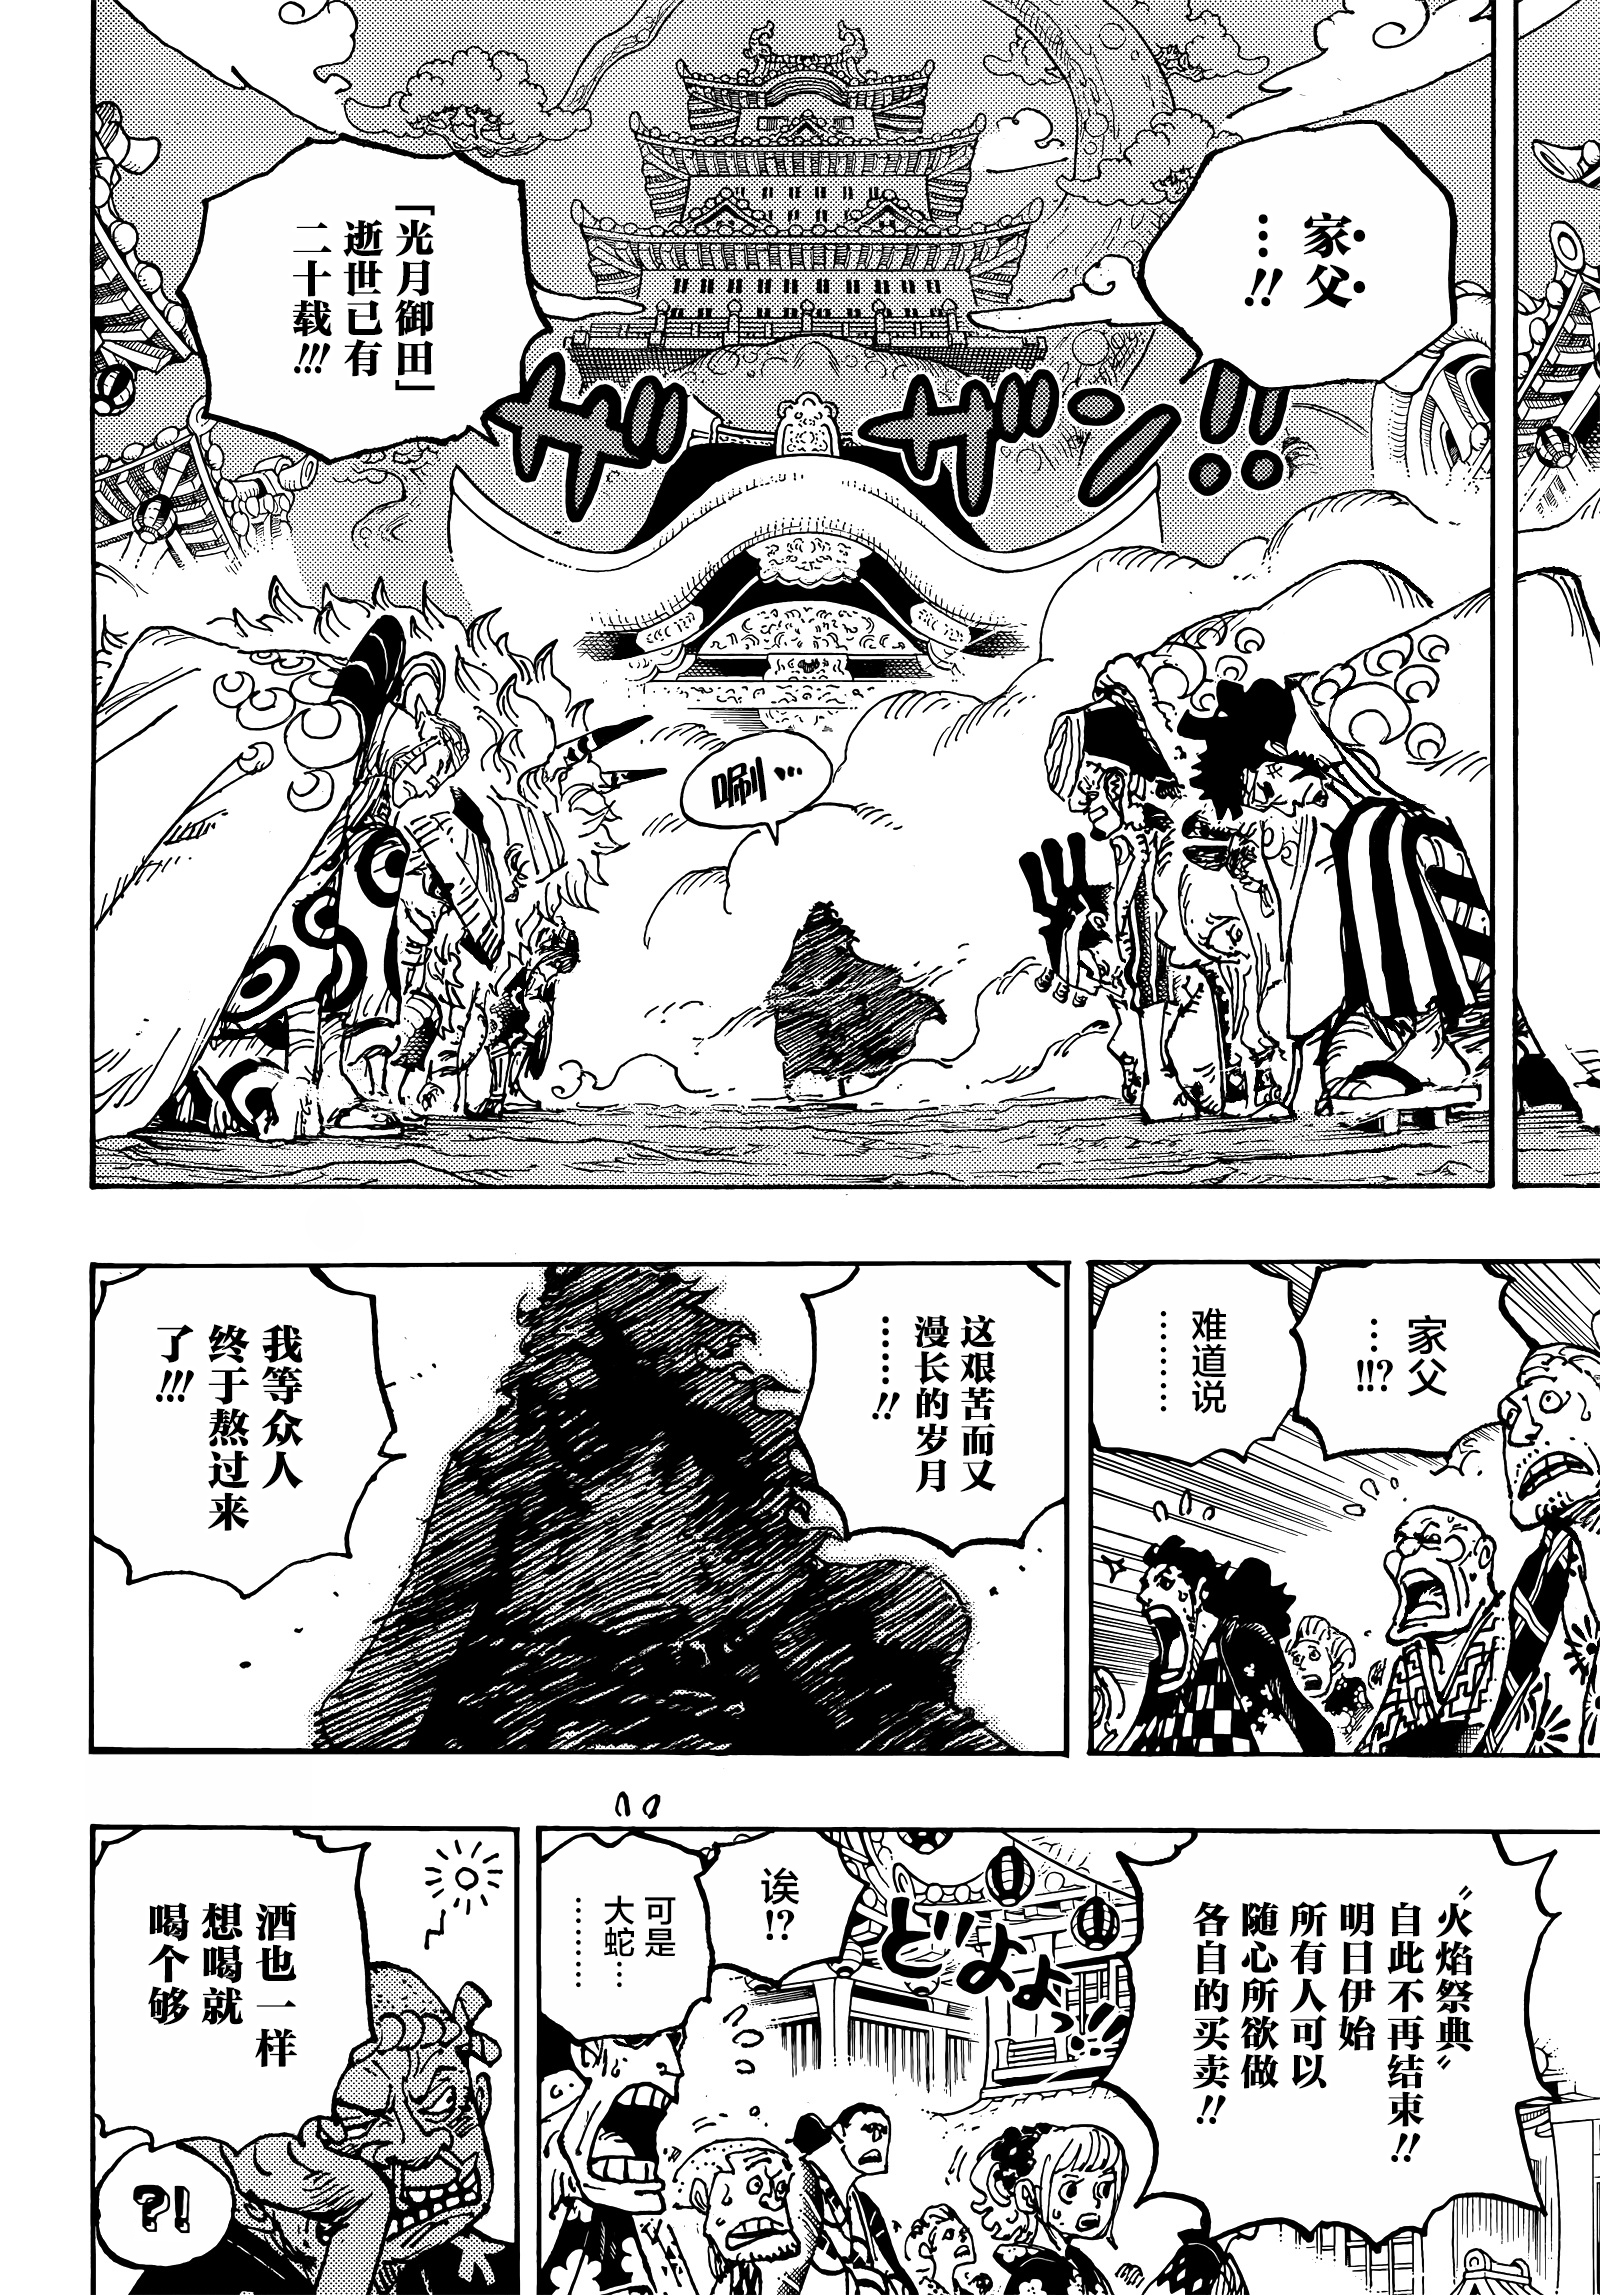 家父
……!!
「光月御田」
逝世已有
二十载!!!
ザザザン!!
唰…
家父
…!!?
难道说
………
这艰苦而又
漫长的岁月
……!!
我等众人
终于熬过来
了!!!
〝火焰祭典〟
自此不再结束!!
明日伊始
所有人可以
随心所欲做
各自的买卖!!
どよよっ…!!
诶
!?
可是
大蛇…
………
酒也一样
想喝就
喝个够
?!